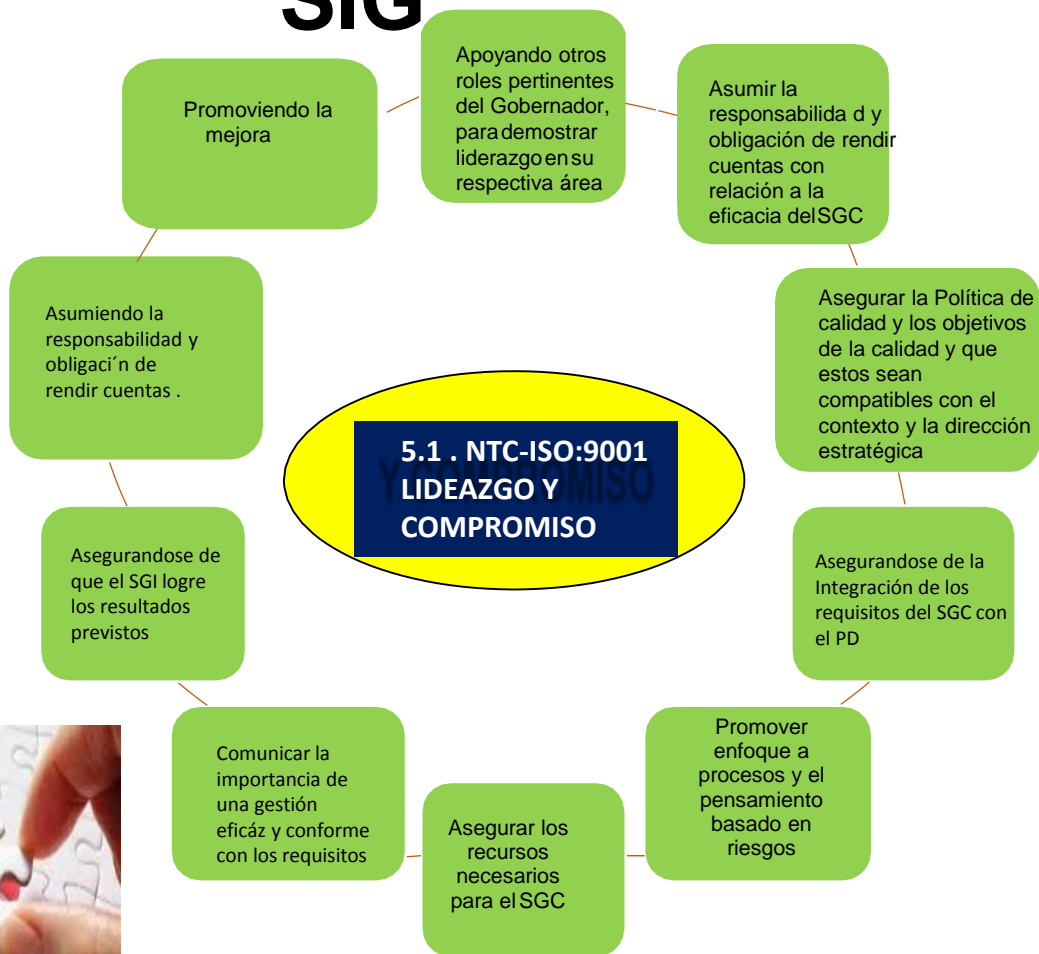 SIG
Apoyando otros
roles pertinentes
del Gobernador,
para demostrar
liderazgo en su
respectiva área
Asumir la
responsabilida d y
obligación de rendir
cuentas con
relación a la
eficacia del SGC
Asegurar la Política de
calidad y los objetivos
de la calidad y que
estos sean
compatibles con el
contexto y la dirección
estratégica
Asegurandose de la
Integración de los
requisitos del SGC con
el PD
Promover
enfoque a
procesos y el
pensamiento
basado en
riesgos
Asegurar los
recursos
necesarios
para el SGC
Comunicar la
importancia de
una gestión
eficáz y conforme
con los requisitos
Asegurandose de
que el SGI logre
los resultados
previstos
Asumiendo la
responsabilidad y
obligaci´n de
rendir cuentas .
Promoviendo la
mejora
5.1 . NTC-ISO:9001
LIDEAZGO Y
COMPROMISO
Y COMPROMISO